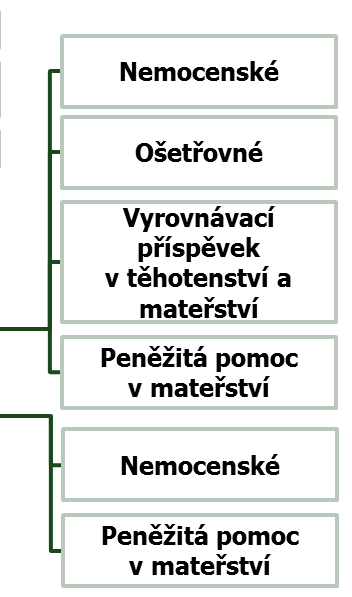 Nemocenské
Ošetřovné
Vyrovnávací
příspěvek
v těhotenství a
mateřství
Peněžitá pomoc
v mateřství
Nemocenské
Peněžitá pomoc
v mateřství